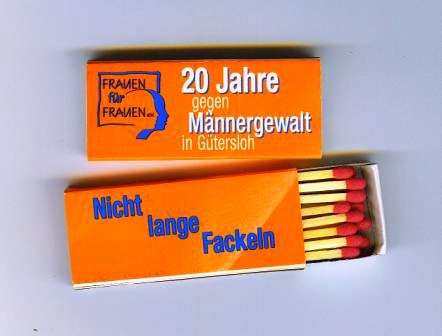 FRAUEN
für
FRAUEN e.V.
20 Jahre
gegen
Männergewalt
in Gütersloh
Nicht
lange
Fackeln